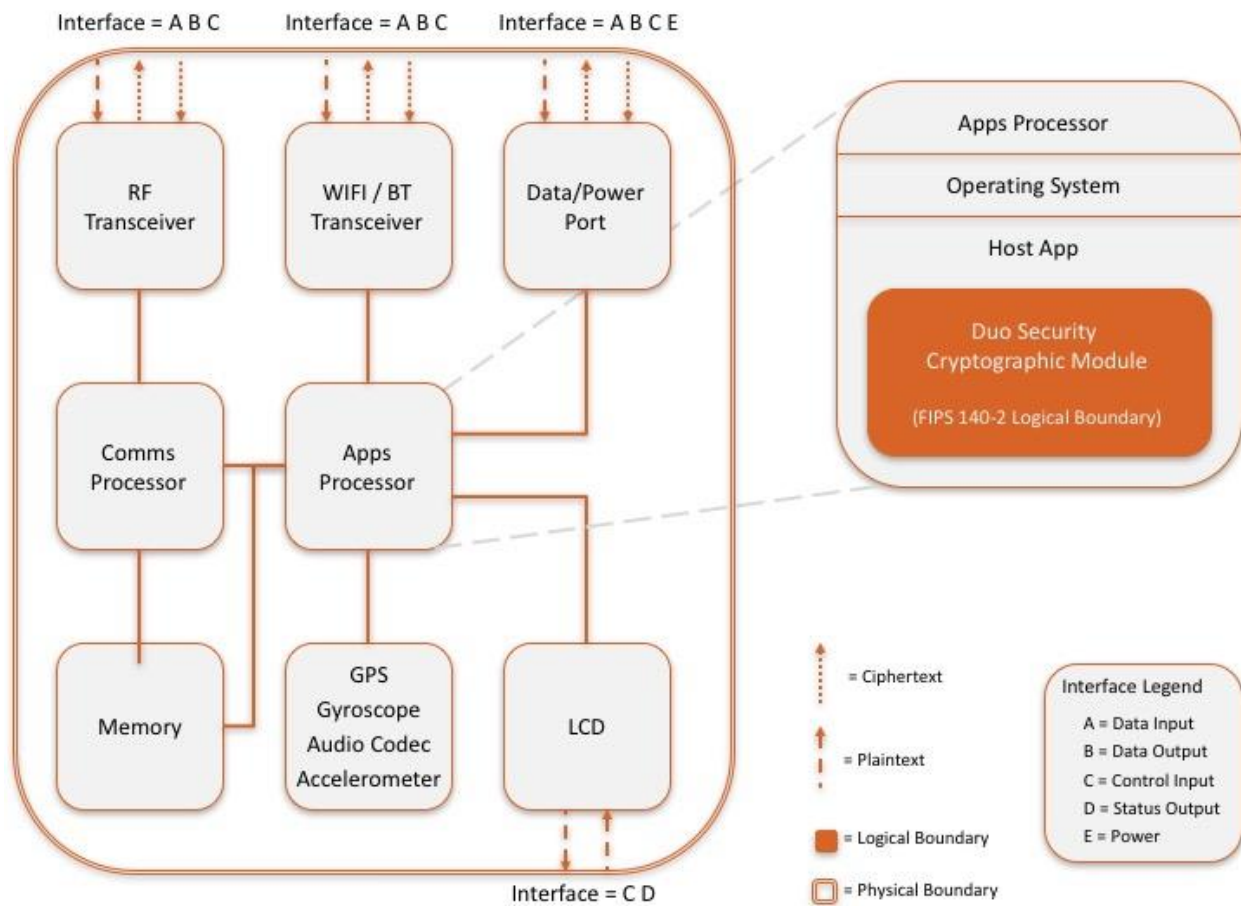 Interface = A B C
Interface = A B C
Interface = A B C E
RF
Transceiver
WIFI / BT
Transceiver
Data/Power
Port
Comms
Processor
Apps
Processor
Memory
GPS
Gyroscope
Audio Codec
Accelerometer
LCD
Interface = C D
Apps Processor
Operating System
Host App
Duo Security
Cryptographic Module
(FIPS 140-2 Logical Boundary)
= Ciphertext
= Plaintext
= Logical Boundary
= Physical Boundary
Interface Legend
A = Data Input
B = Data Output
C = Control Input
D = Status Output
E = Power